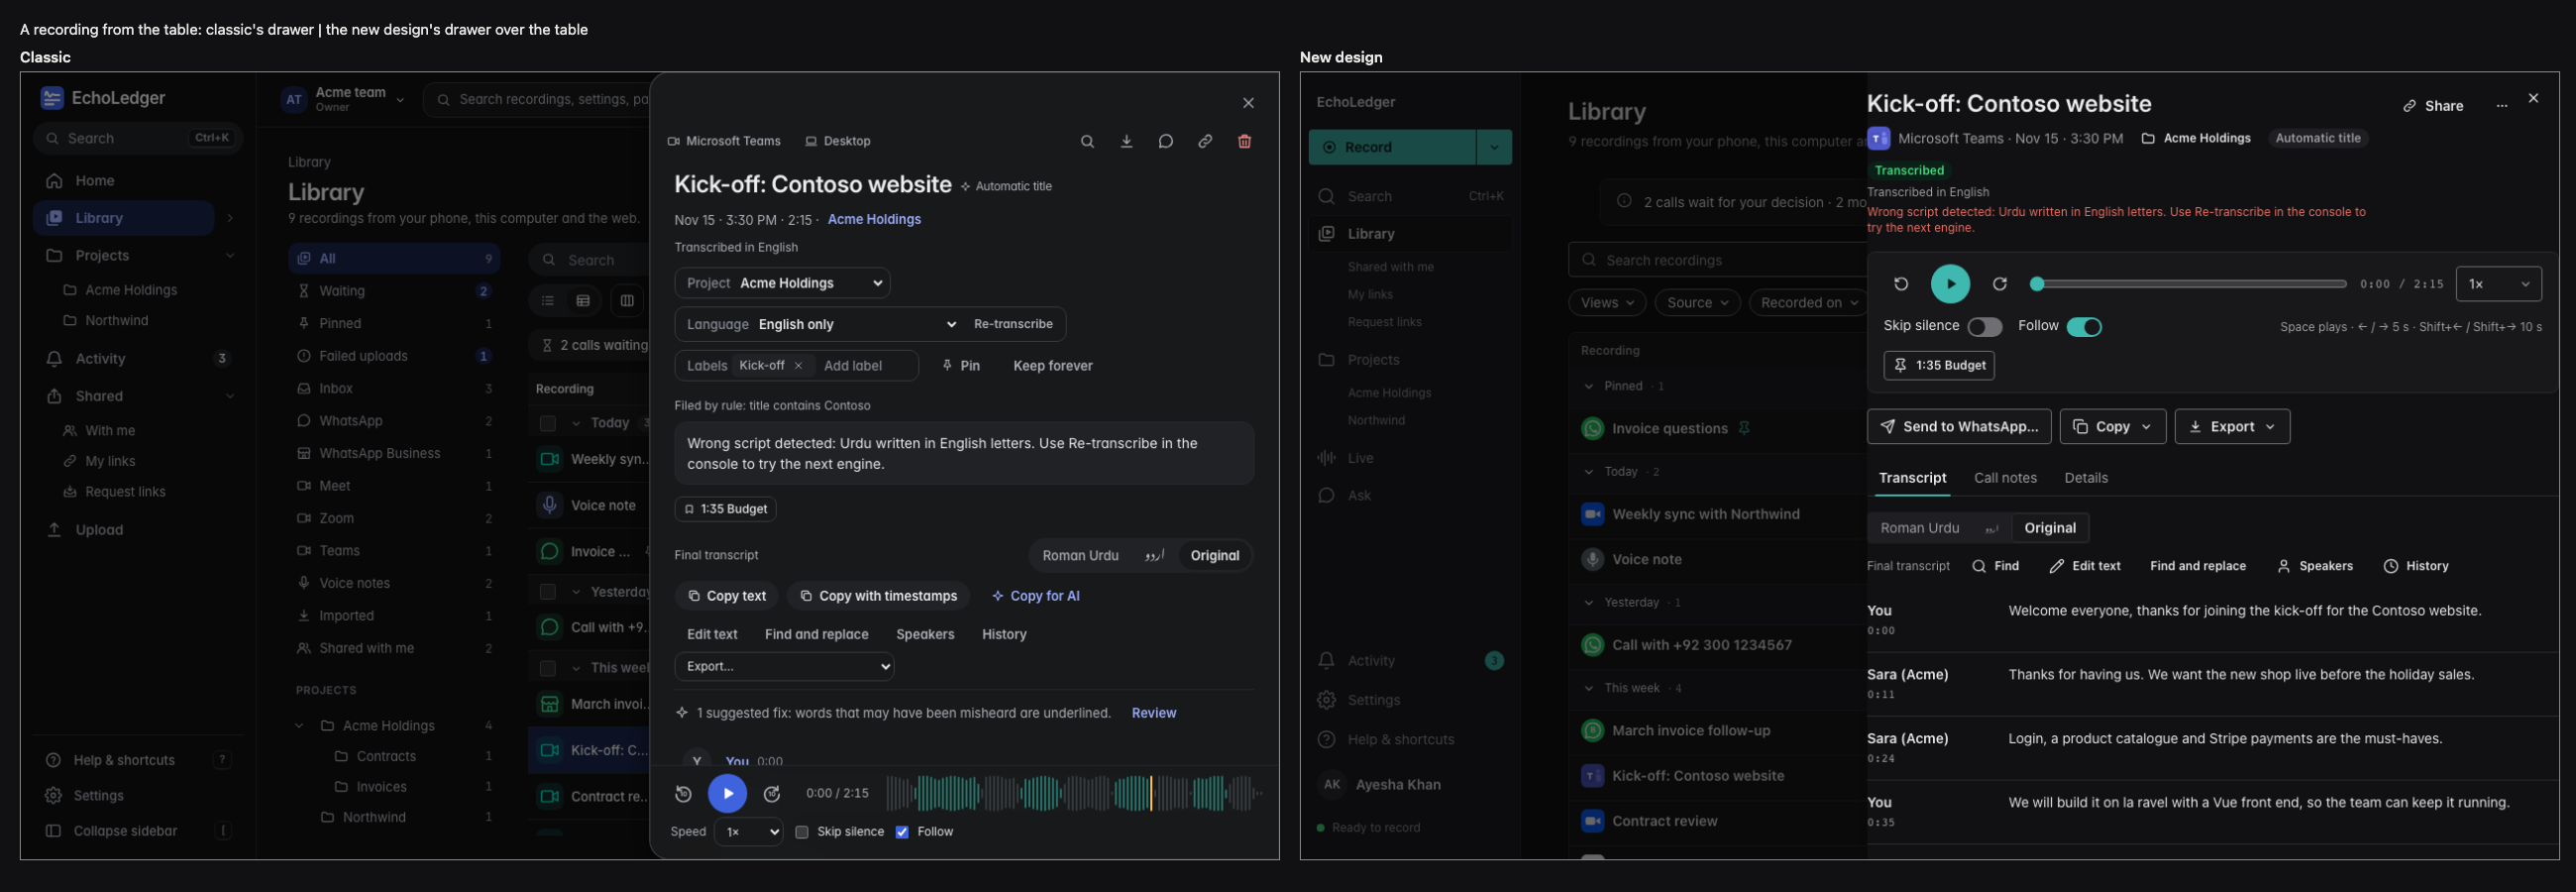 A recording from the table: classic's drawer | the new design's drawer over the table
Classic
EchoLedger
Search Ctrl+K
Home
Library
Projects
Acme Holdings
Northwind
Activity 3
Shared
With me
My links
Request links
Upload
Help & shortcuts ?
Settings
Collapse sidebar [
AT Acme team
Owner
Search recordings, settings, pa
Library
Library
9 recordings from your phone, this computer and the web.
All 9
Waiting 2
Pinned 1
Failed uploads 1
Inbox 3
WhatsApp 2
WhatsApp Business 1
Meet 1
Zoom 2
Teams 1
Voice notes 2
Imported 1
Shared with me 2
PROJECTS
Acme Holdings 4
Contracts 1
Invoices 1
Northwind 1
Search
2 calls waiting
Recording
Today 3
Weekly syn...
Voice note
Invoice ...
Yesterday
Call with +9...
This week
March invoi...
Kick-off: C...
Contract re...
Microsoft Teams Desktop
Kick-off: Contoso website Automatic title
Nov 15 · 3:30 PM · 2:15 · Acme Holdings
Transcribed in English
Project Acme Holdings
Language English only Re-transcribe
Labels Kick-off × Add label Pin Keep forever
Filed by rule: title contains Contoso
Wrong script detected: Urdu written in English letters. Use Re-transcribe in the
console to try the next engine.
1:35 Budget
Final transcript Roman Urdu اردو Original
Copy text Copy with timestamps Copy for AI
Edit text Find and replace Speakers History
Export...
1 suggested fix: words that may have been misheard are underlined. Review
Y You 0:00
10 10 0:00 / 2:15
Speed 1× Skip silence Follow
New design
EchoLedger
Record
Search Ctrl+K
Library
Shared with me
My links
Request links
Projects
Acme Holdings
Northwind
Live
Ask
Activity 3
Settings
Help & shortcuts
AK Ayesha Khan
Ready to record
Library
9 recordings from your phone, this computer a
2 calls wait for your decision · 2 mo
Search recordings
Views Source Recorded on
Recording
Pinned · 1
Invoice questions
Today · 2
Weekly sync with Northwind
Voice note
Yesterday · 1
Call with +92 300 1234567
This week · 4
March invoice follow-up
Kick-off: Contoso website
Contract review
Kick-off: Contoso website Share ...
Microsoft Teams · Nov 15 · 3:30 PM Acme Holdings Automatic title
Transcribed
Transcribed in English
Wrong script detected: Urdu written in English letters. Use Re-transcribe in the console to
try the next engine.
0:00 / 2:15 1×
Skip silence Follow Space plays · ← / → 5 s · Shift+← / Shift+→ 10 s
1:35 Budget
Send to WhatsApp... Copy Export
Transcript Call notes Details
Roman Urdu اردو Original
Final transcript Find Edit text Find and replace Speakers History
You Welcome everyone, thanks for joining the kick-off for the Contoso website.
0:00
Sara (Acme) Thanks for having us. We want the new shop live before the holiday sales.
0:11
Sara (Acme) Login, a product catalogue and Stripe payments are the must-haves.
0:24
You We will build it on la ravel with a Vue front end, so the team can keep it running.
0:35